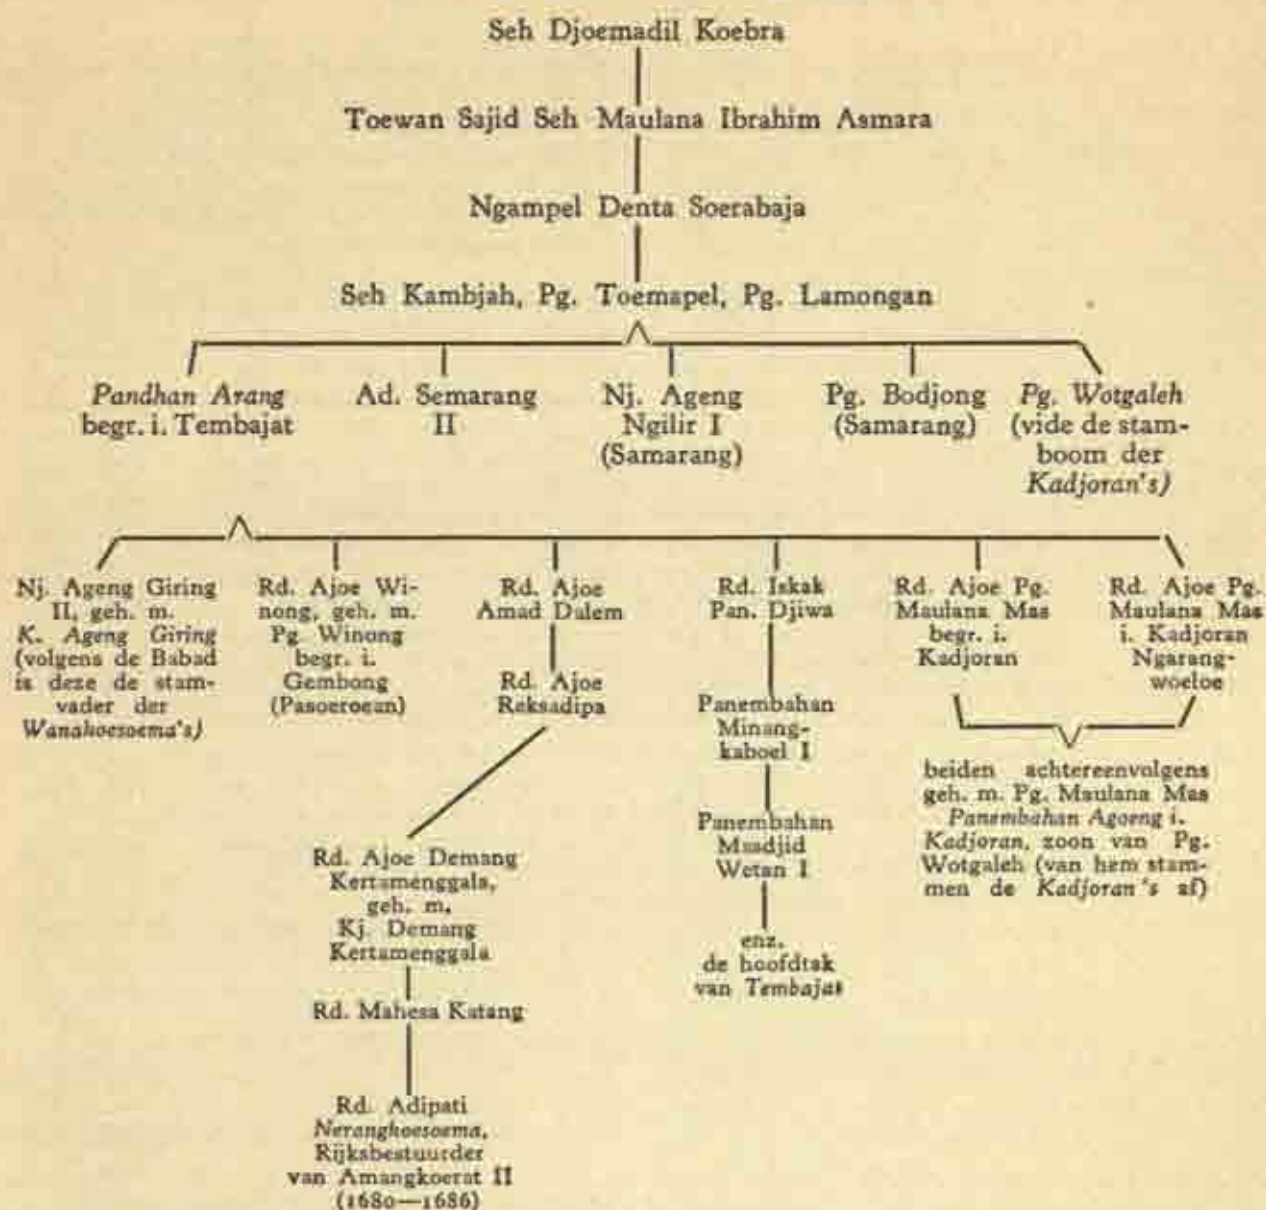 Seh Djoemadil Koebra
Toewan Sajid Seh Maulana Ibrahim Asmara
Ngampel Denta Soerabaja
Seh Kambjah, Pg. Toemapel, Pg. Lamongan
Pandhan Arang
begr. i. Tembajat
Ad. Semarang
II
Nj. Ageng
Ngilir I
(Samarang)
Pg. Bodjong
(Samarang)
Pg. Wotgaleh
(vide de stam-
boom der
Kadjoran's)
Nj. Ageng Giring
II, geh. m.
K. Ageng Giring
(volgens de Babad
is deze de stam-
vader der
Wanakoesoema's)
Rd. Ajoe Wi-
nong, geh. m.
Pg Winong
begr. i.
Gembong
(Pasoeroean)
Rd. Ajoe
Amad Dalem
Rd. Ajoe
Reksadipa
Rd. Ajoe Demang
Kertamenggala,
geh. m.
Kj. Demang
Kertamenggala
Rd. Mahesa Katang
Rd. Adipati
Nerangkoesoema,
Rijksbestuurder
van Amangkoerat II
(1680—1686)
Rd. Iskak
Pan. Djiwa
Panembahan
Minang-
kaboel I
Panembahan
Masdjid
Wetan I
enz.
de hoofdtak
van Tembajat
Rd. Ajoe Pg.
Maulana Mas
begr. i.
Kadjoran
Rd. Ajoe Pg.
Maulana Mas
i. Kadjoran
Ngarang-
woeloe
beiden achtereenvolgens
geh. m. Pg. Maulana Mas
Panembahan Agoeng i.
Kadjoran, zoon van Pg.
Wotgaleh (van hem stam-
men de Kadjoran's af)